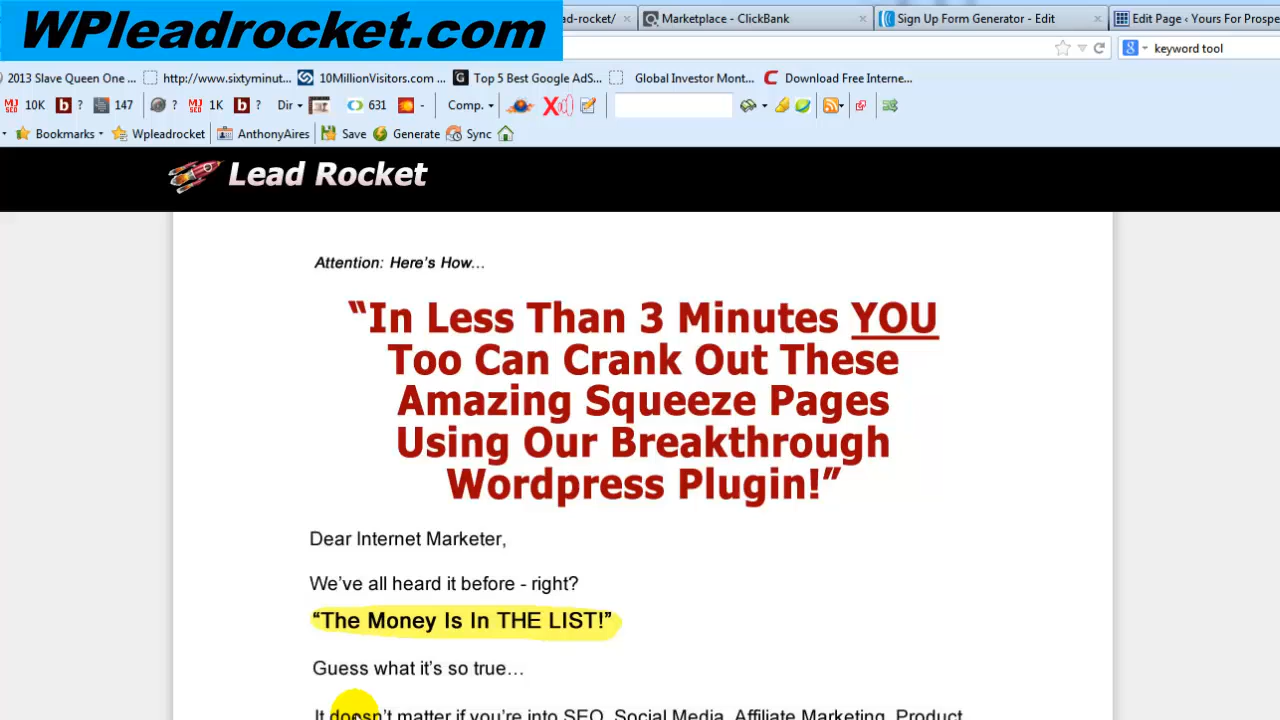 WPleadrocket.com
ad-rocket/
Marketplace - ClickBank
Sign Up Form Generator - Edit
Edit Page ‹ Yours For Prospe
keyword tool
2013 Slave Queen One ...
http://www.sixtyminut...
10MillionVisitors.com ...
Top 5 Best Google AdS...
Global Investor Mont...
Download Free Interne...
10K
?
147
?
1K
?
Dir
631
-
Comp.
Bookmarks
Wpleadrocket
AnthonyAires
Save
Generate
Sync
Lead Rocket
Attention: Here's How...
“In Less Than 3 Minutes YOU
Too Can Crank Out These
Amazing Squeeze Pages
Using Our Breakthrough
Wordpress Plugin!”
Dear Internet Marketer,
We've all heard it before - right?
“The Money Is In THE LIST!”
Guess what it's so true…
It doesn't matter if you're into SEO, Social Media, Affiliate Marketing, Product